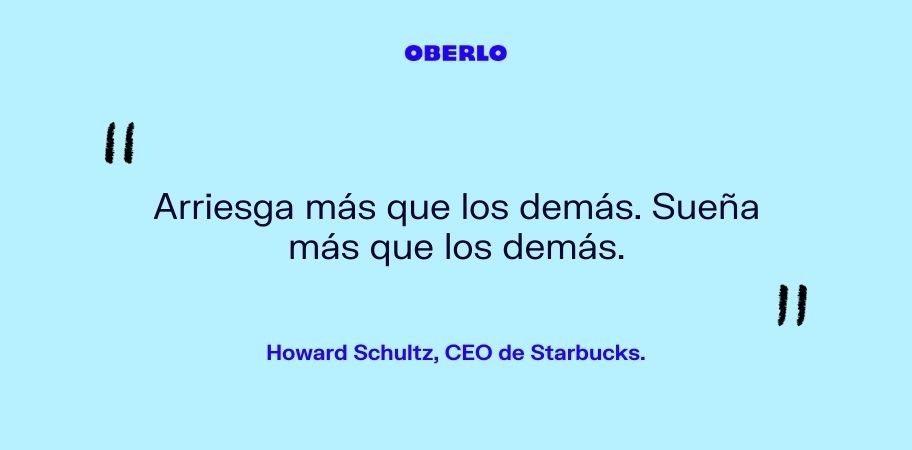 OBERLO
"
Arriesga más que los demás. Sueña
más que los demás.
"
Howard Schultz, CEO de Starbucks.